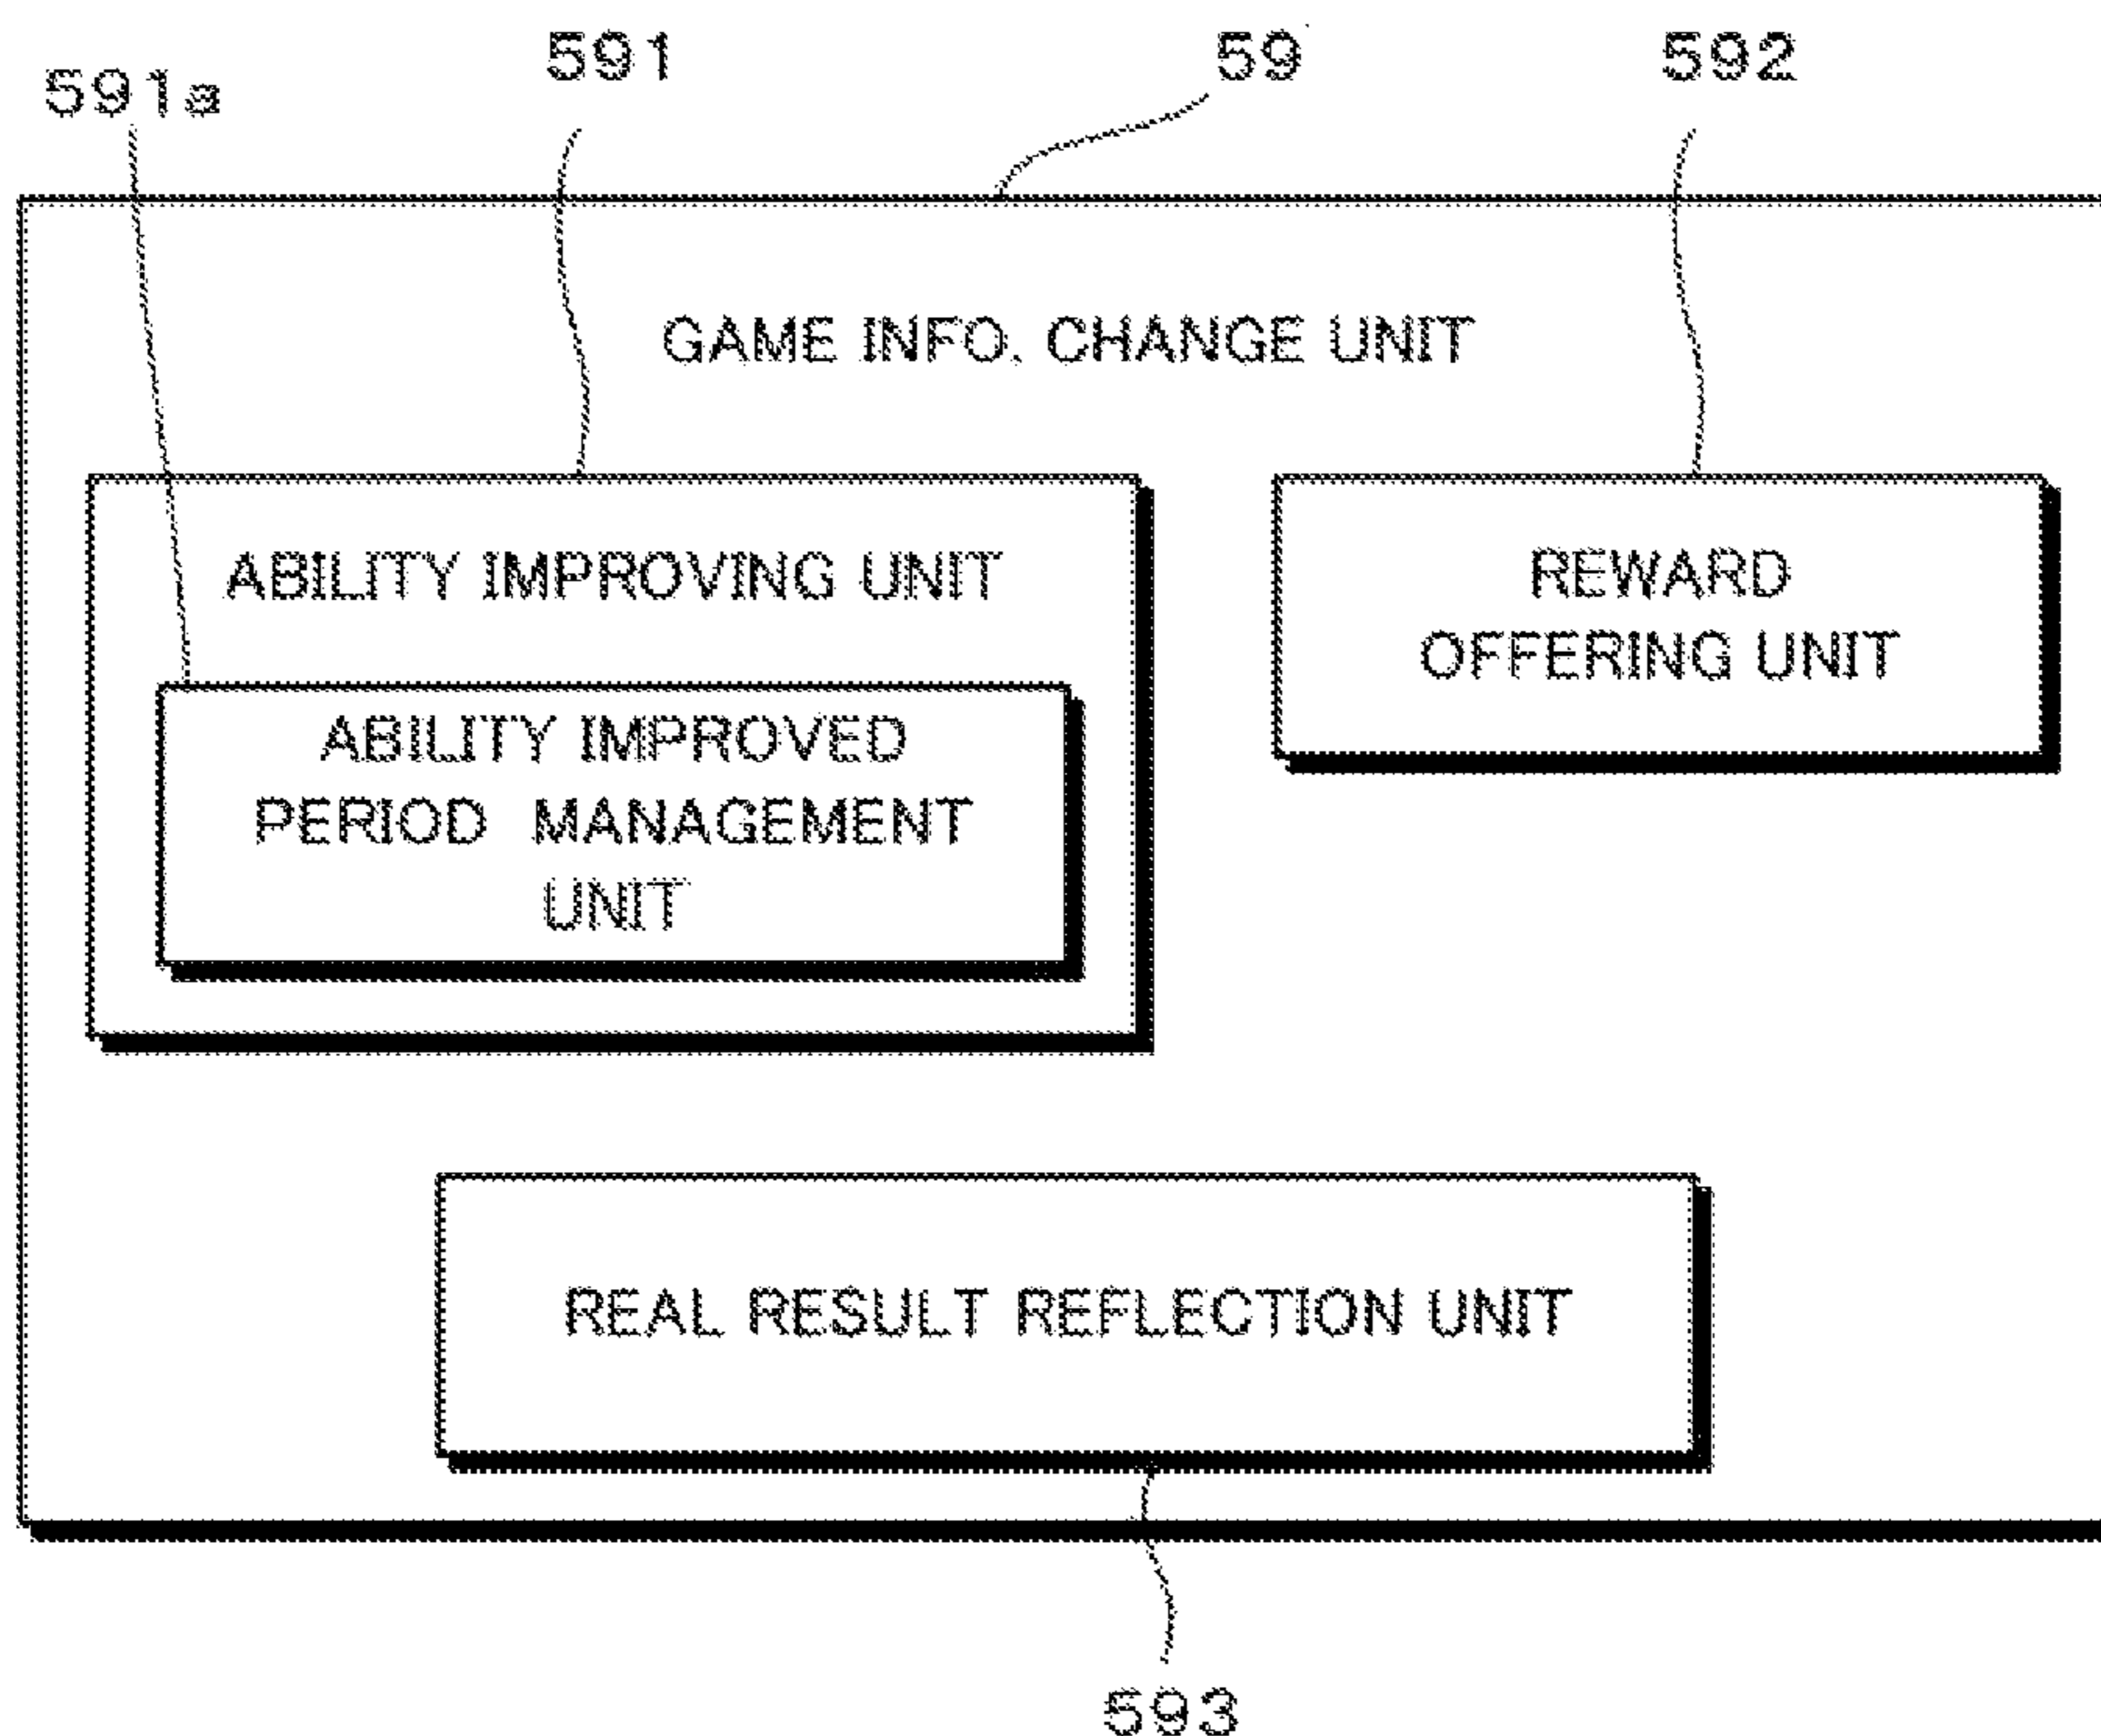 591a
591
59
592
GAME INFO. CHANGE UNIT
ABILITY IMPROVING UNIT
ABILITY IMPROVED
PERIOD MANAGEMENT
UNIT
REWARD
OFFERING UNIT
REAL RESULT REFLECTION UNIT
593